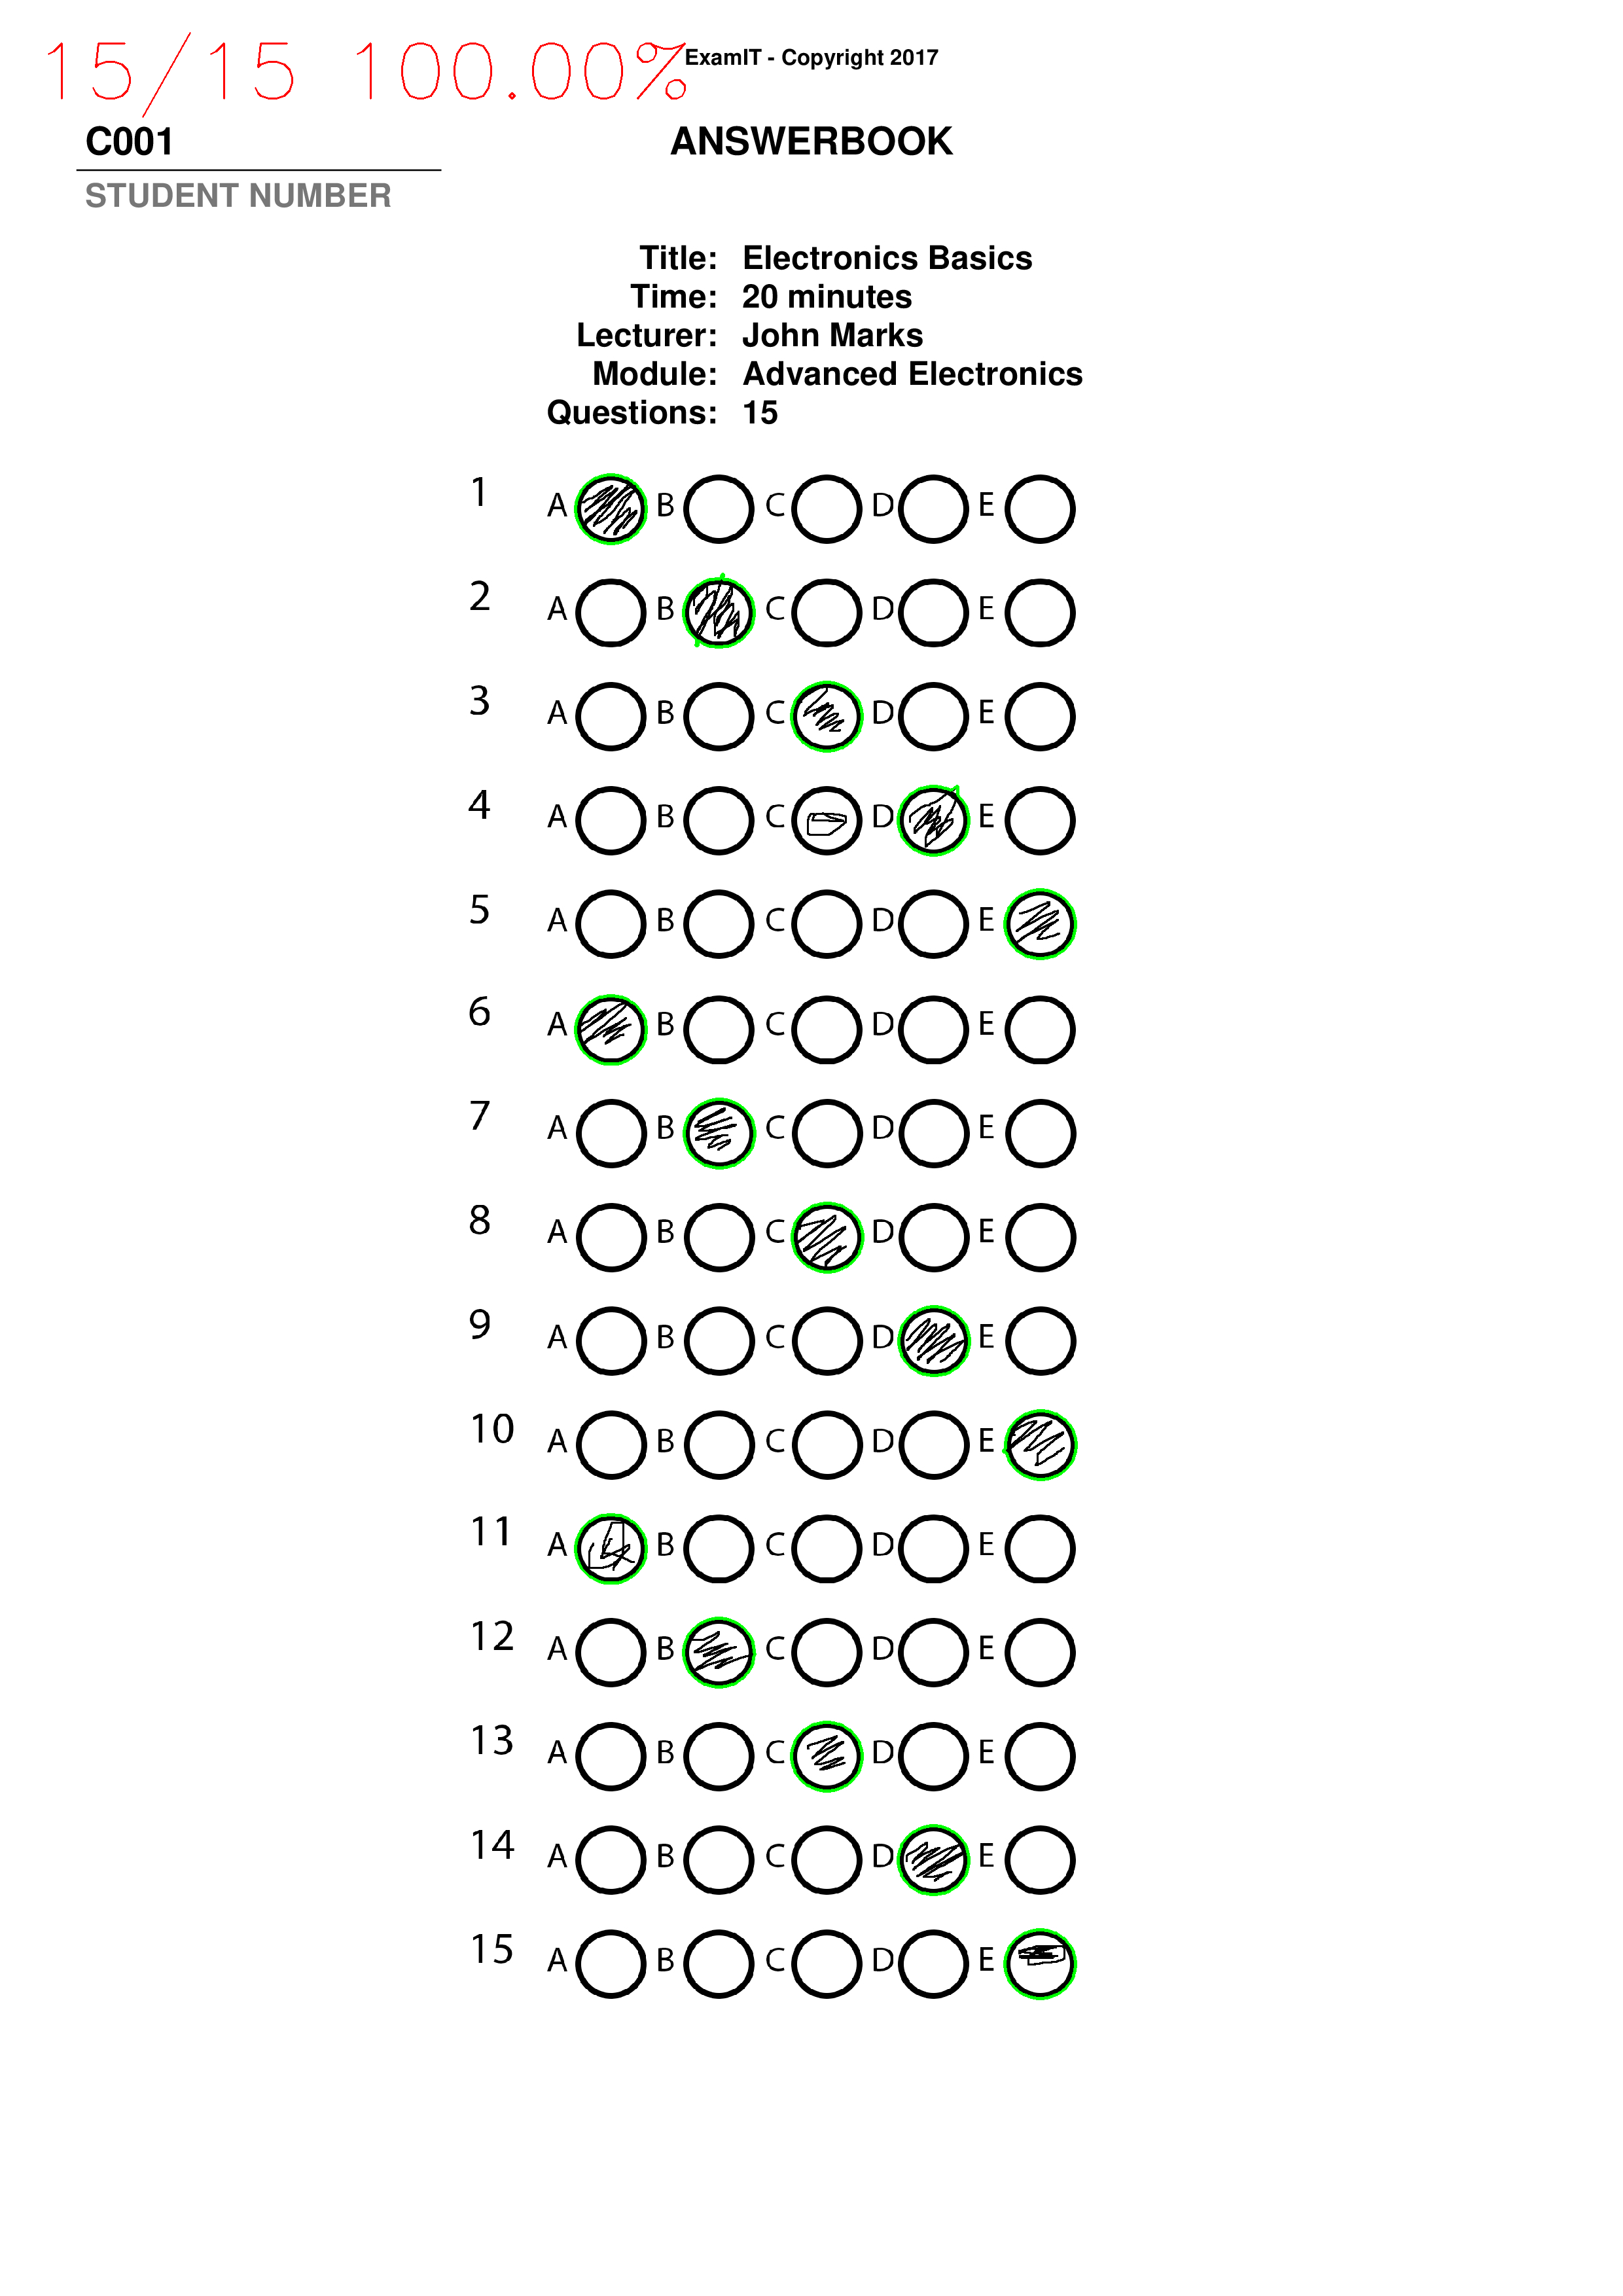 15/15 100.00%
ExamIT - Copyright 2017
C001
ANSWERBOOK
STUDENT NUMBER
Title: Electronics Basics
Time: 20 minutes
Lecturer: John Marks
Module: Advanced Electronics
Questions: 15
1 A B C D E
2 A B C D E
3 A B C D E
4 A B C D E
5 A B C D E
6 A B C D E
7 A B C D E
8 A B C D E
9 A B C D E
10 A B C D E
11 A B C D E
12 A B C D E
13 A B C D E
14 A B C D E
15 A B C D E